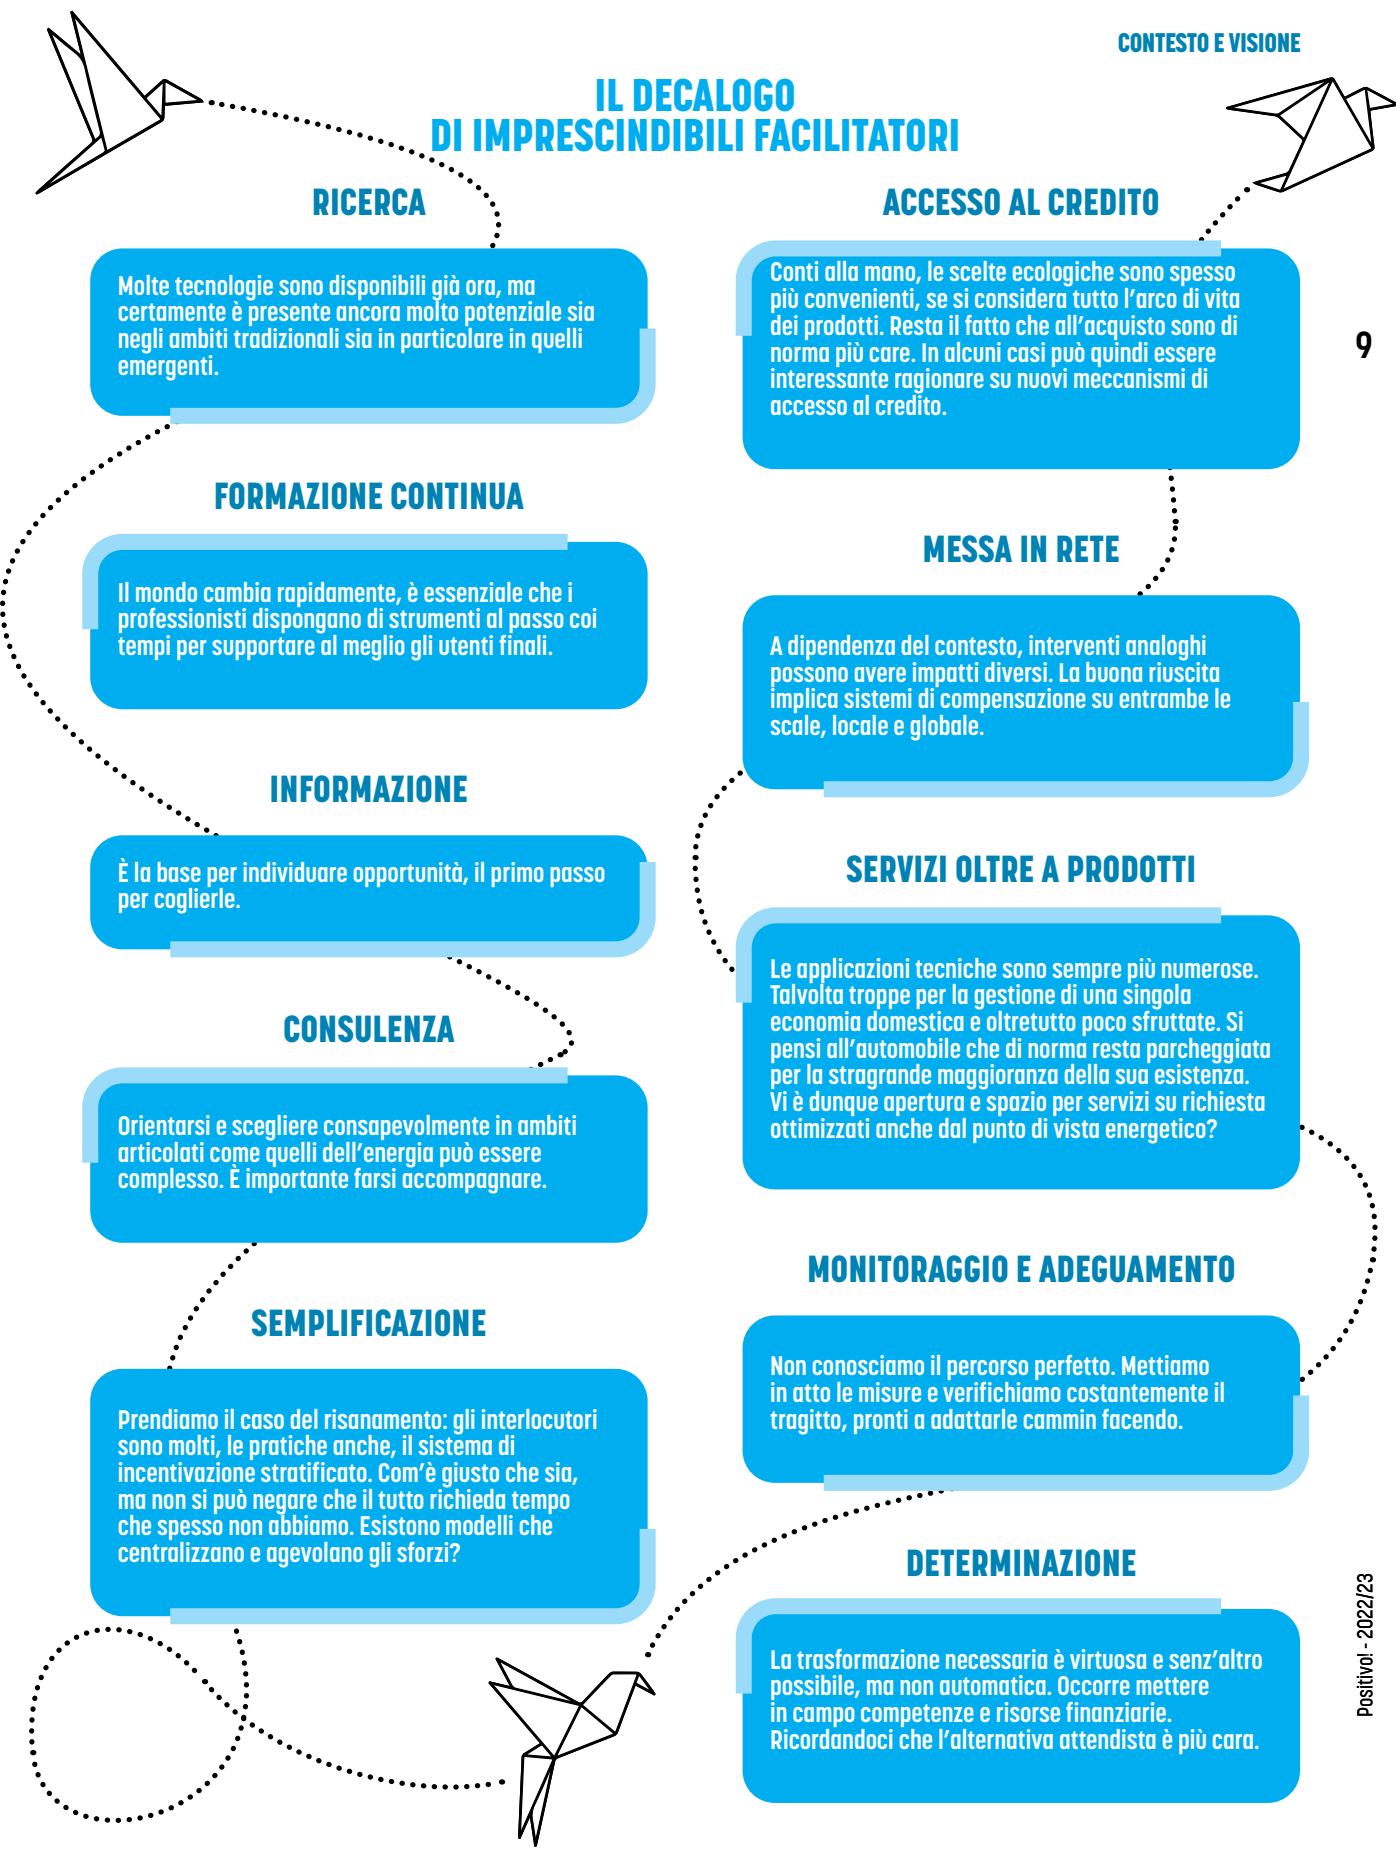 CONTESTO E VISIONE
IL DECALOGO
DI IMPRESCINDIBILI FACILITATORI
RICERCA
Molte tecnologie sono disponibili già ora, ma
certamente è presente ancora molto potenziale sia
negli ambiti tradizionali sia in particolare in quelli
emergenti.
FORMAZIONE CONTINUA
Il mondo cambia rapidamente, è essenziale che i
professionisti dispongano di strumenti al passo coi
tempi per supportare al meglio gli utenti finali.
INFORMAZIONE
È la base per individuare opportunità, il primo passo
per coglierle.
CONSULENZA
Orientarsi e scegliere consapevolmente in ambiti
articolati come quelli dell’energia può essere
complesso. È importante farsi accompagnare.
SEMPLIFICAZIONE
Prendiamo il caso del risanamento: gli interlocutori
sono molti, le pratiche anche, il sistema di
incentivazione stratificato. Com’è giusto che sia,
ma non si può negare che il tutto richieda tempo
che spesso non abbiamo. Esistono modelli che
centralizzano e agevolano gli sforzi?
ACCESSO AL CREDITO
Conti alla mano, le scelte ecologiche sono spesso
più convenienti, se si considera tutto l’arco di vita
dei prodotti. Resta il fatto che all’acquisto sono di
norma più care. In alcuni casi può quindi essere
interessante ragionare su nuovi meccanismi di
accesso al credito.
MESSA IN RETE
A dipendenza del contesto, interventi analoghi
possono avere impatti diversi. La buona riuscita
implica sistemi di compensazione su entrambe le
scale, locale e globale.
SERVIZI OLTRE A PRODOTTI
Le applicazioni tecniche sono sempre più numerose.
Talvolta troppe per la gestione di una singola
economia domestica e oltretutto poco sfruttate. Si
pensi all’automobile che di norma resta parcheggiata
per la stragrande maggioranza della sua esistenza.
Vi è dunque apertura e spazio per servizi su richiesta
ottimizzati anche dal punto di vista energetico?
MONITORAGGIO E ADEGUAMENTO
Non conosciamo il percorso perfetto. Mettiamo
in atto le misure e verifichiamo costantemente il
tragitto, pronti a adattarle cammin facendo.
DETERMINAZIONE
La trasformazione necessaria è virtuosa e senz’altro
possibile, ma non automatica. Occorre mettere
in campo competenze e risorse finanziarie.
Ricordandoci che l’alternativa attendista è più cara.
9
Positivo! - 2022/23